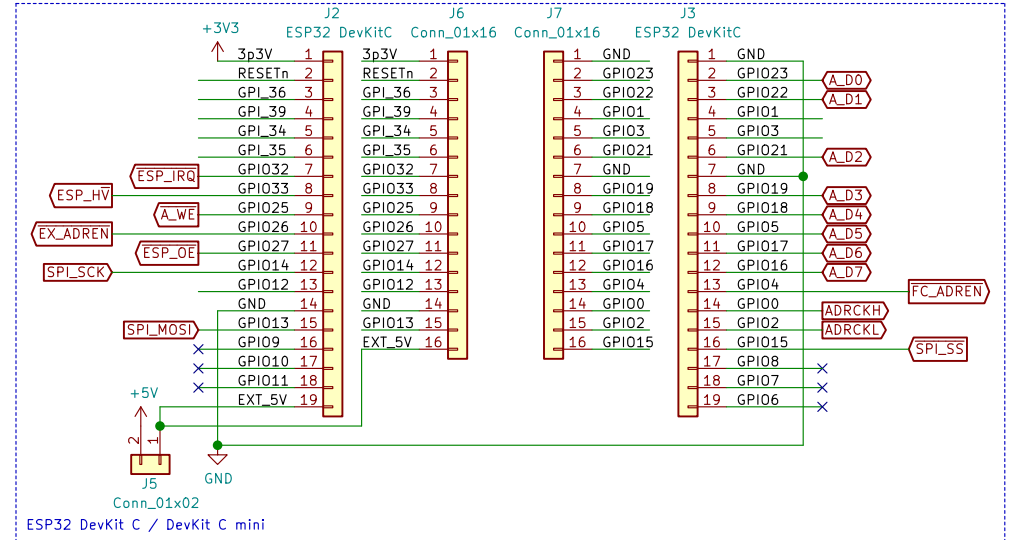 J2 J6 J7 J3
+3V3 ESP32 DevKitC Conn_01x16 Conn_01x16 ESP32 DevKitC
3p3V 1 3p3V 1 1 GND 1 GND
RESETn 2 RESETn 2 2 GPIO23 2 GPIO23 A_D0
GPI_36 3 GPI_36 3 3 GPIO22 3 GPIO22 A_D1
GPI_39 4 GPI_39 4 4 GPIO1 4 GPIO1
GPI_34 5 GPI_34 5 5 GPIO3 5 GPIO3
GPI_35 6 GPI_35 6 6 GPIO21 6 GPIO21 A_D2
ESP_IRQ GPIO32 7 GPIO32 7 7 GND 7 GND
ESP_HV GPIO33 8 GPIO33 8 8 GPIO19 8 GPIO19 A_D3
A_WE GPIO25 9 GPIO25 9 9 GPIO18 9 GPIO18 A_D4
EX_ADREN GPIO26 10 GPIO26 10 10 GPIO5 10 GPIO5 A_D5
ESP_OE GPIO27 11 GPIO27 11 11 GPIO17 11 GPIO17 A_D6
SPI_SCK GPIO14 12 GPIO14 12 12 GPIO16 12 GPIO16 A_D7
GPIO12 13 GPIO12 13 13 GPIO4 13 GPIO4 FC_ADREN
GND 14 GND 14 14 GPIO0 14 GPIO0 ADRCKH
SPI_MOSI GPIO13 15 GPIO13 15 15 GPIO2 15 GPIO2 ADRCKL
GPIO9 16 EXT_5V 16 16 GPIO15 16 GPIO15 SPI_SS
GPIO10 17 17 GPIO8
GPIO11 18 18 GPIO7
+5V EXT_5V 19 19 GPIO6
2 1
J5 GND
Conn_01x02
ESP32 DevKit C / DevKit C mini